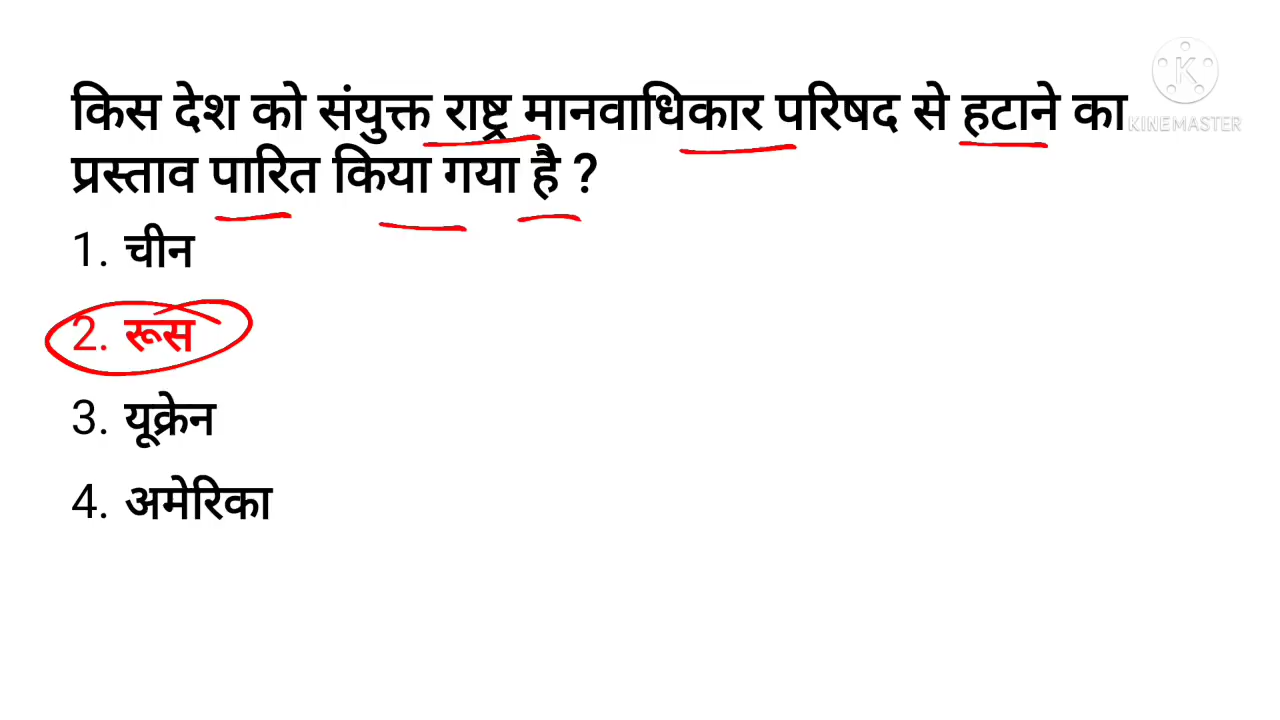 किस देश को संयुक्त राष्ट्र मानवाधिकार परिषद से हटाने का
प्रस्ताव पारित किया गया है ?
1. चीन
2. रूस
3. यूक्रेन
4. अमेरिका
K
KINEMASTER